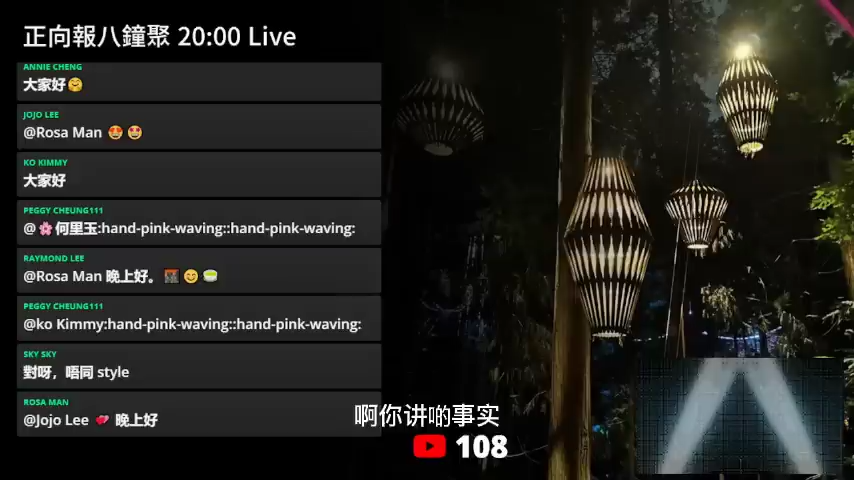 正向報八鐘聚 20:00 Live
ANNIE CHENG
大家好🤗
JOJO LEE
@Rosa Man 😍 🤩
KO KIMMY
大家好
PEGGY CHEUNG111
@🌸何里玉:hand-pink-waving::hand-pink-waving:
RAYMOND LEE
@Rosa Man 晚上好。🌆 😊 🍵
PEGGY CHEUNG111
@ko Kimmy:hand-pink-waving::hand-pink-waving:
SKY SKY
對呀，唔同 style
ROSA MAN
@Jojo Lee 💕 晚上好
啊你讲啲事实
108